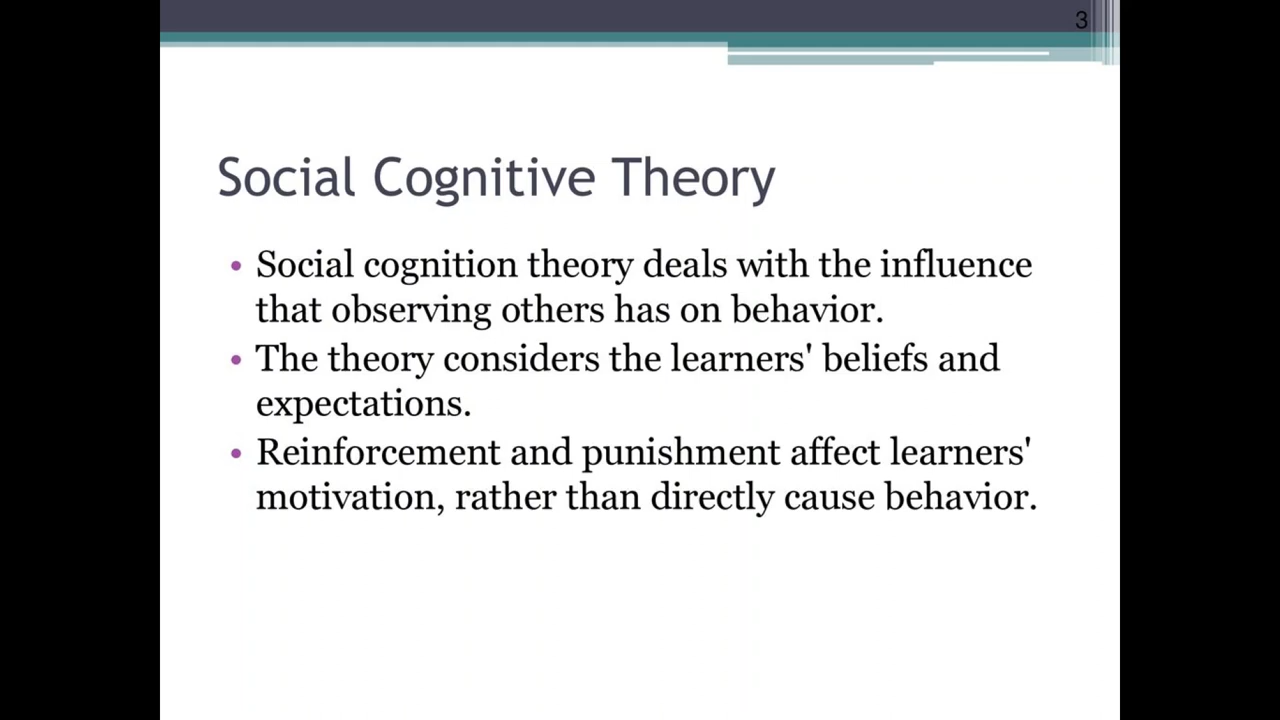 3
Social Cognitive Theory
• Social cognition theory deals with the influence
that observing others has on behavior.
• The theory considers the learners' beliefs and
expectations.
• Reinforcement and punishment affect learners'
motivation, rather than directly cause behavior.